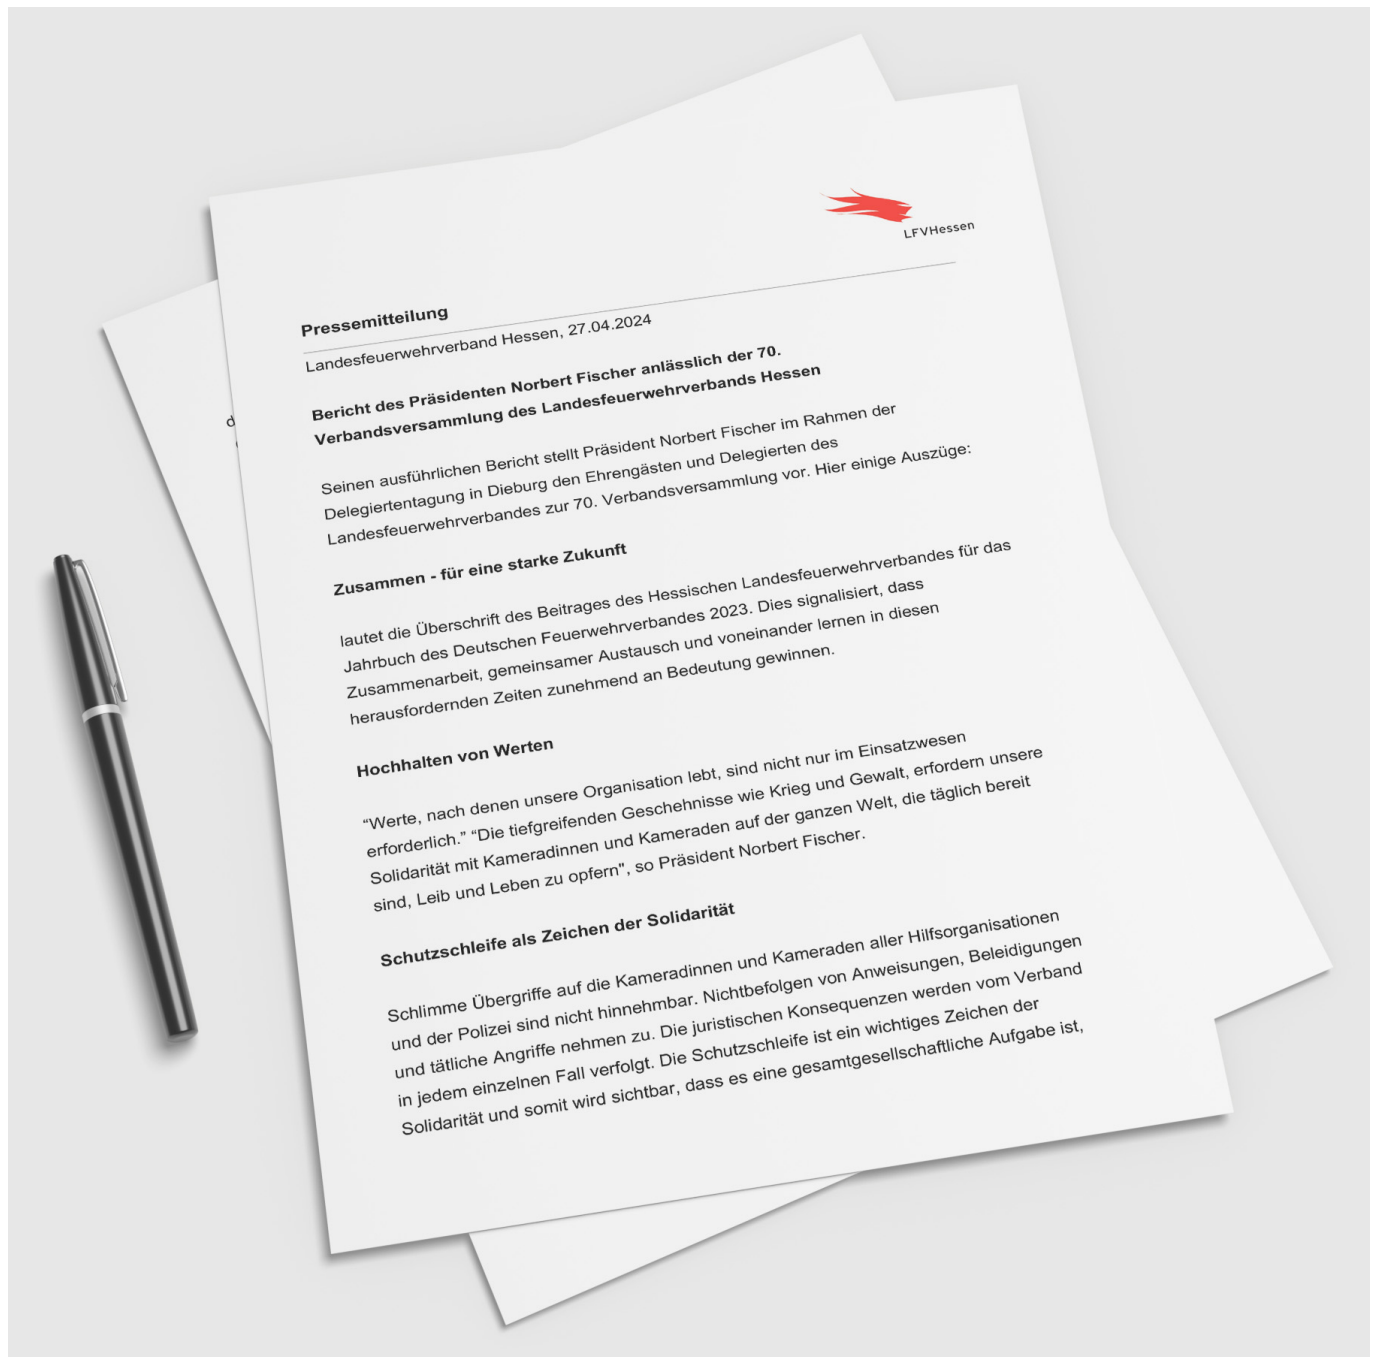 LFVHessen
Pressemitteilung
Landesfeuerwehrverband Hessen, 27.04.2024
Bericht des Präsidenten Norbert Fischer anlässlich der 70.
Verbandsversammlung des Landesfeuerwehrverbands Hessen
Seinen ausführlichen Bericht stellt Präsident Norbert Fischer im Rahmen der
Delegiertentagung in Dieburg den Ehrengästen und Delegierten des
Landesfeuerwehrverbandes zur 70. Verbandsversammlung vor. Hier einige Auszüge:
Zusammen - für eine starke Zukunft
lautet die Überschrift des Beitrages des Hessischen Landesfeuerwehrverbandes für das
Jahrbuch des Deutschen Feuerwehrverbandes 2023. Dies signalisiert, dass
Zusammenarbeit, gemeinsamer Austausch und voneinander lernen in diesen
herausfordernden Zeiten zunehmend an Bedeutung gewinnen.
Hochhalten von Werten
“Werte, nach denen unsere Organisation lebt, sind nicht nur im Einsatzwesen
erforderlich.” “Die tiefgreifenden Geschehnisse wie Krieg und Gewalt, erfordern unsere
Solidarität mit Kameradinnen und Kameraden auf der ganzen Welt, die täglich bereit
sind, Leib und Leben zu opfern", so Präsident Norbert Fischer.
Schutzschleife als Zeichen der Solidarität
Schlimme Übergriffe auf die Kameradinnen und Kameraden aller Hilfsorganisationen
und der Polizei sind nicht hinnehmbar. Nichtbefolgen von Anweisungen, Beleidigungen
und tätliche Angriffe nehmen zu. Die juristischen Konsequenzen werden vom Verband
in jedem einzelnen Fall verfolgt. Die Schutzschleife ist ein wichtiges Zeichen der
Solidarität und somit wird sichtbar, dass es eine gesamtgesellschaftliche Aufgabe ist,